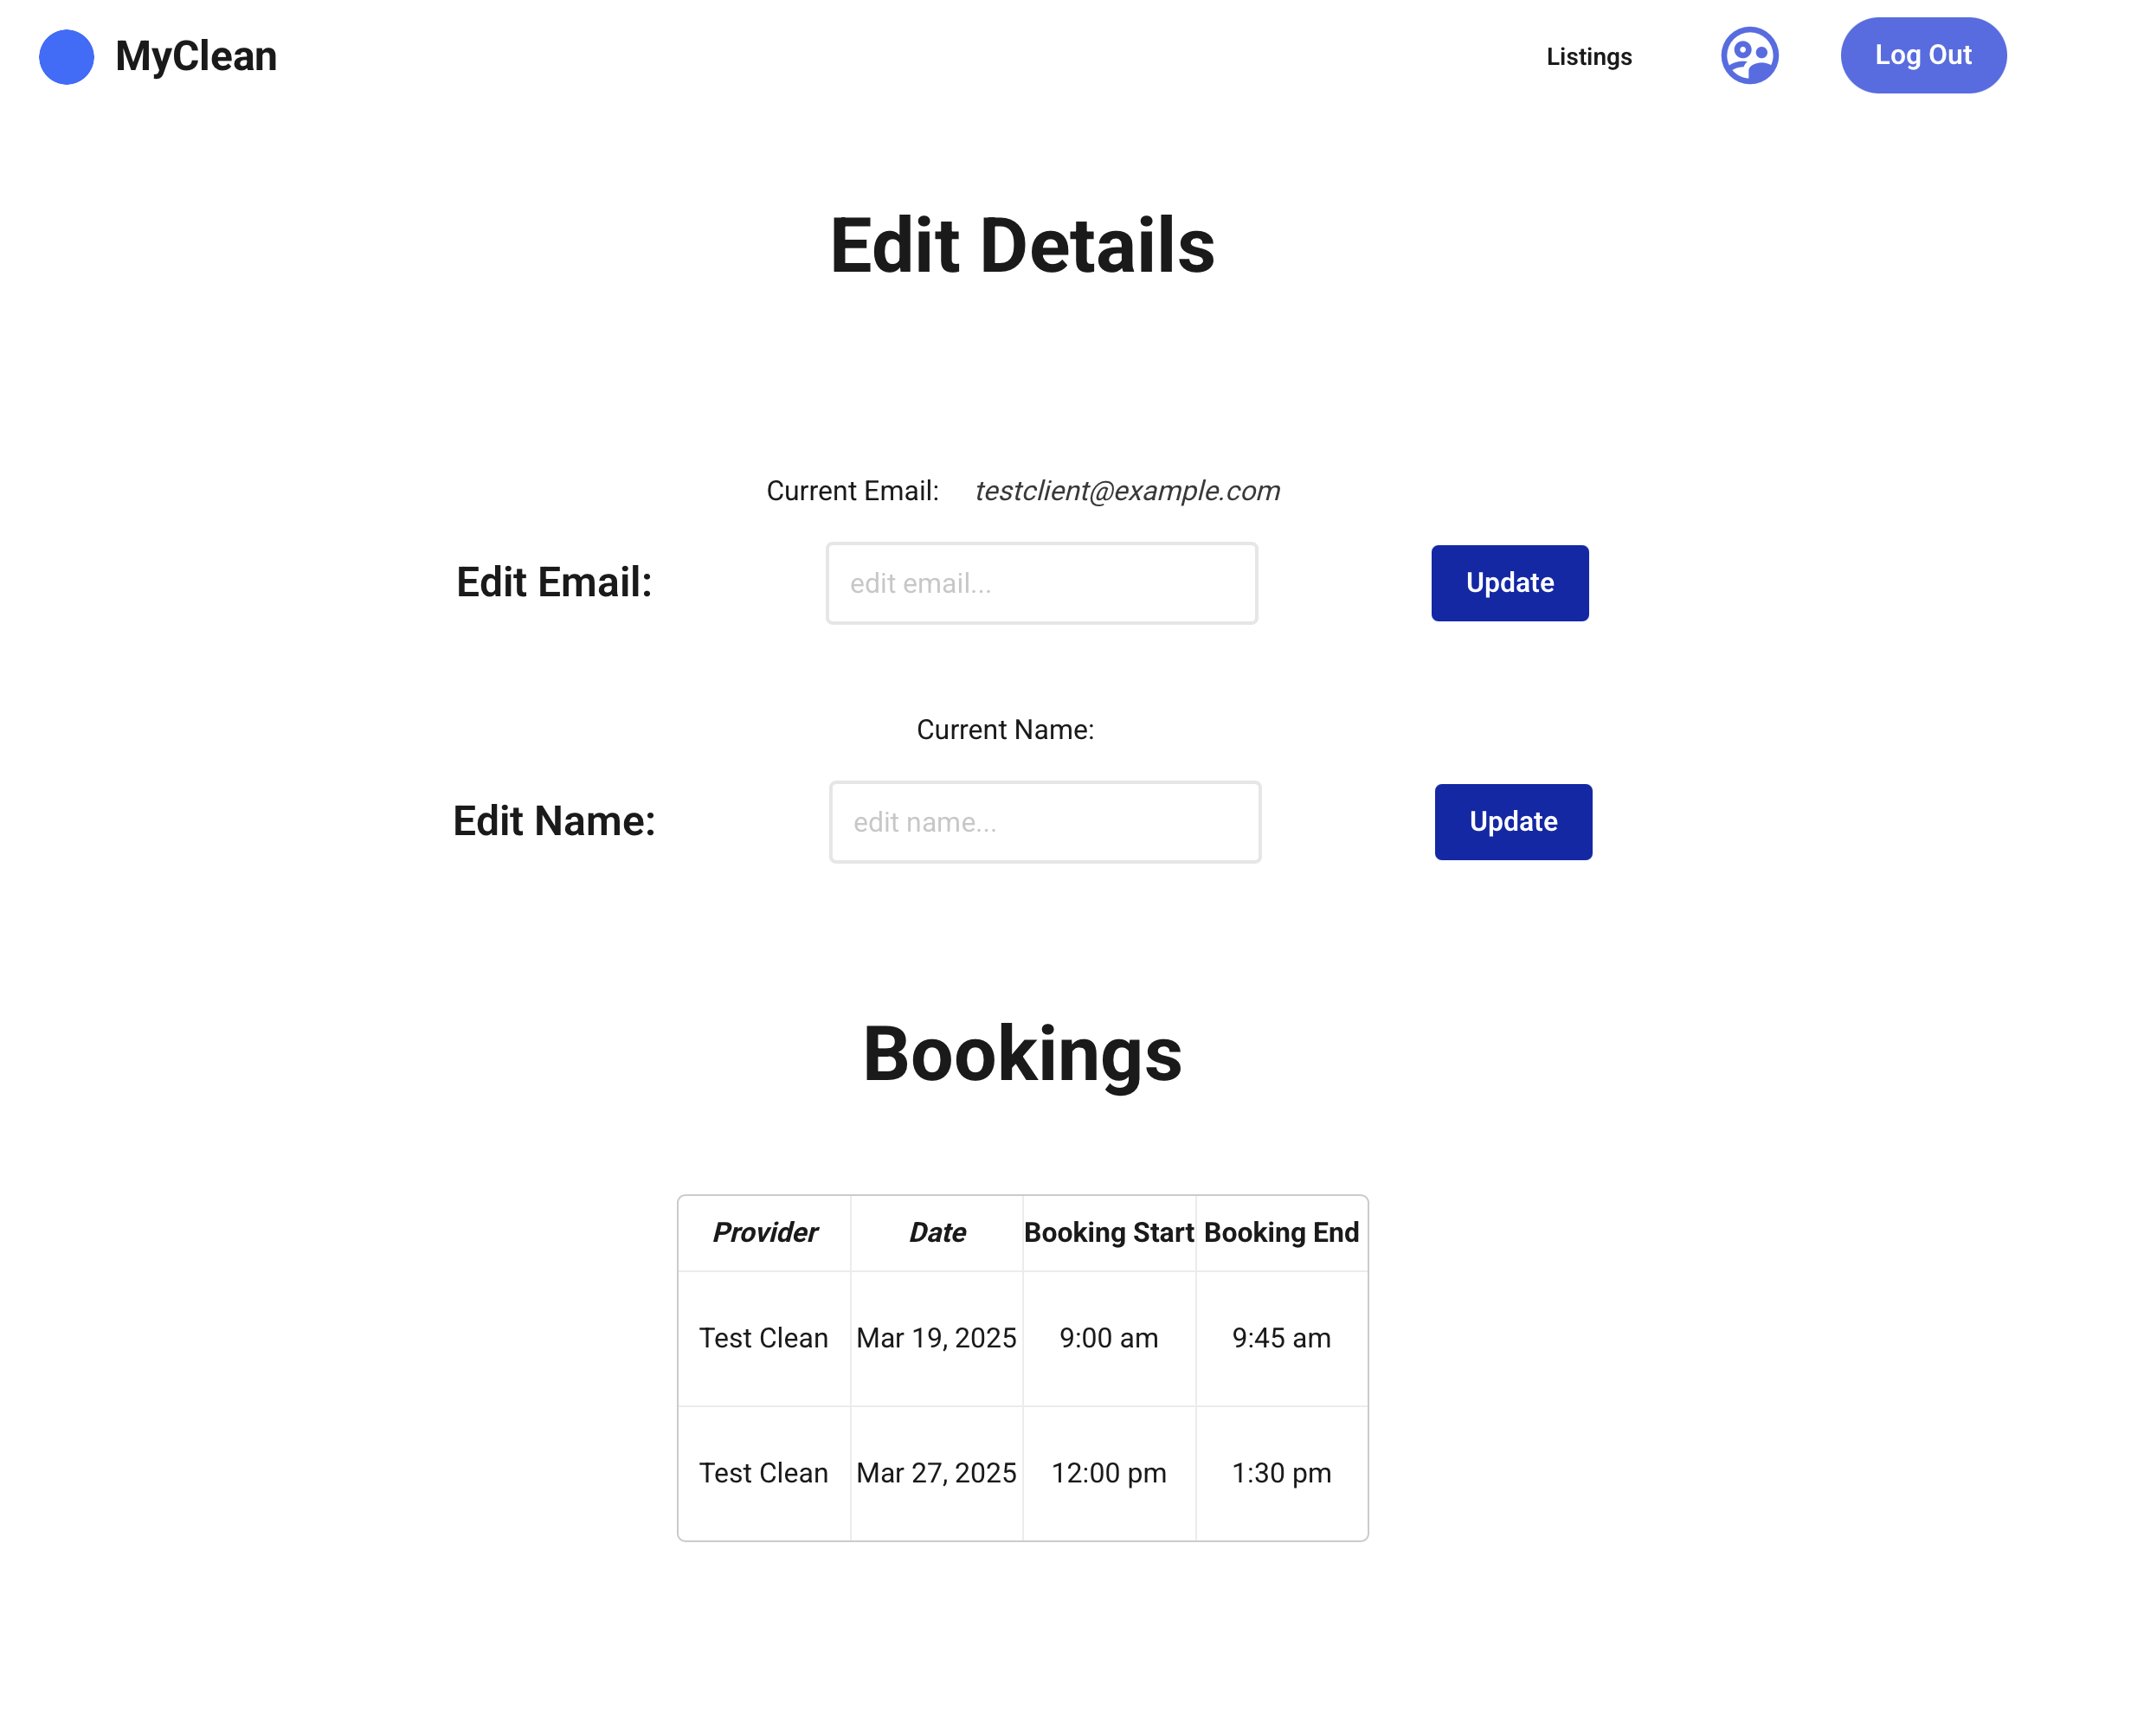 MyClean
Listings
Log Out
Edit Details
Current Email: testclient@example.com
Edit Email: edit email... Update
Current Name:
Edit Name: edit name... Update
Bookings
Provider Date Booking Start Booking End
Test Clean Mar 19, 2025 9:00 am 9:45 am
Test Clean Mar 27, 2025 12:00 pm 1:30 pm